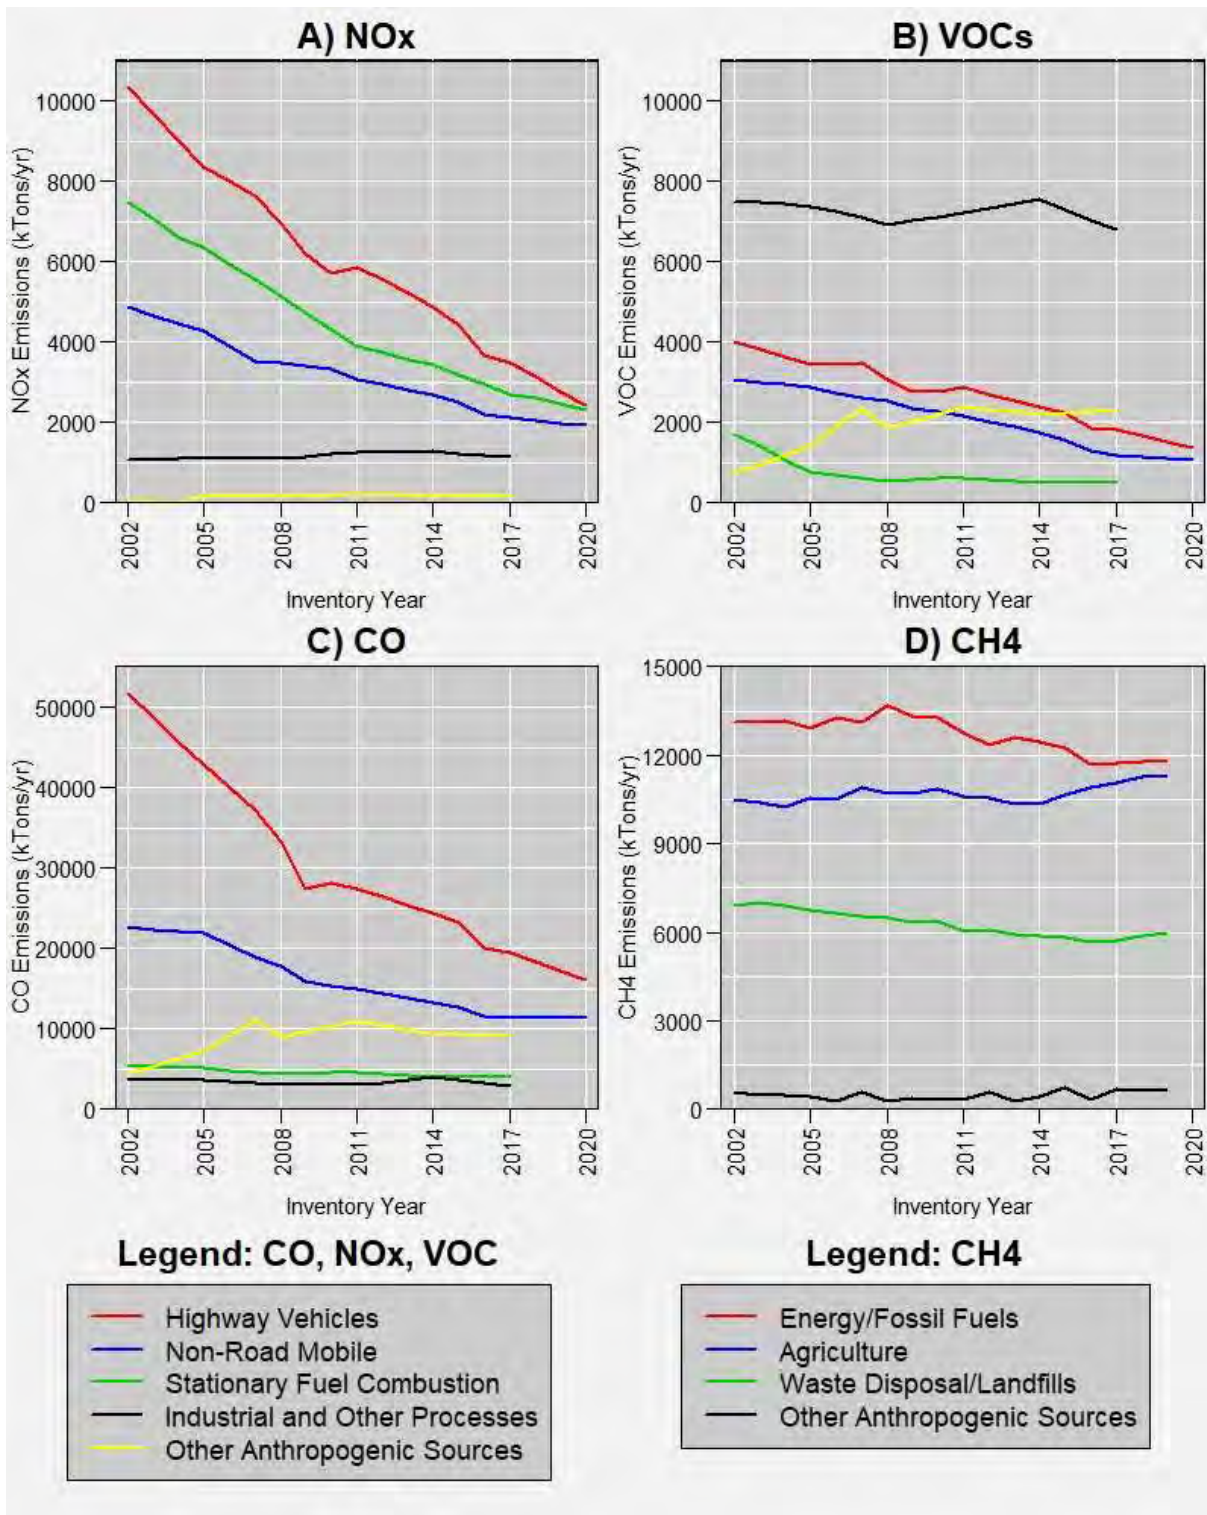 A) NOx
NOx Emissions (kTons/yr)
10000
8000
6000
4000
2000
0
2002 2005 2008 2011 2014 2017 2020
Inventory Year
B) VOCs
VOC Emissions (kTons/yr)
10000
8000
6000
4000
2000
0
2002 2005 2008 2011 2014 2017 2020
Inventory Year
C) CO
CO Emissions (kTons/yr)
50000
40000
30000
20000
10000
0
2002 2005 2008 2011 2014 2017 2020
Inventory Year
D) CH4
CH4 Emissions (kTons/yr)
15000
12000
9000
6000
3000
0
2002 2005 2008 2011 2014 2017 2020
Inventory Year
Legend: CO, NOx, VOC
Highway Vehicles
Non-Road Mobile
Stationary Fuel Combustion
Industrial and Other Processes
Other Anthropogenic Sources
Legend: CH4
Energy/Fossil Fuels
Agriculture
Waste Disposal/Landfills
Other Anthropogenic Sources